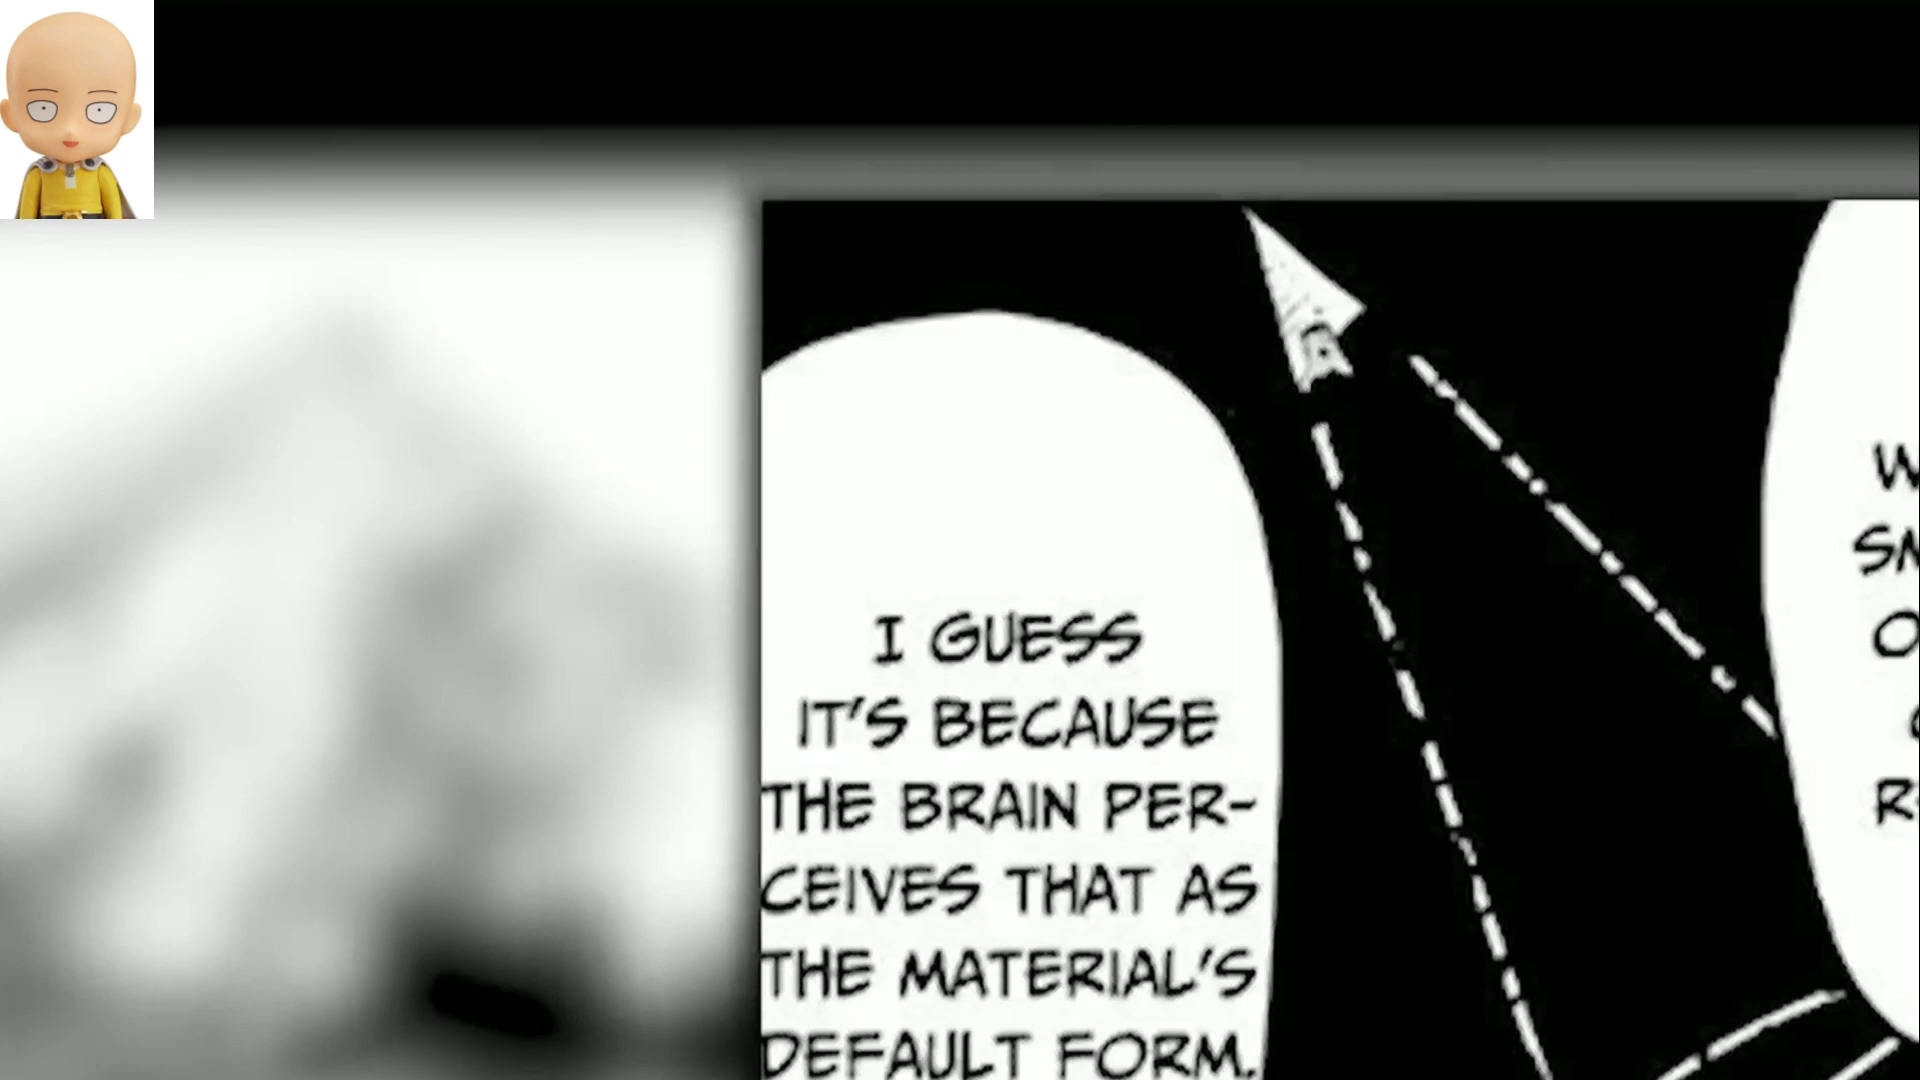 I GUESS
IT'S BECAUSE
THE BRAIN PER-
CEIVES THAT AS
THE MATERIAL'S
DEFAULT FORM.